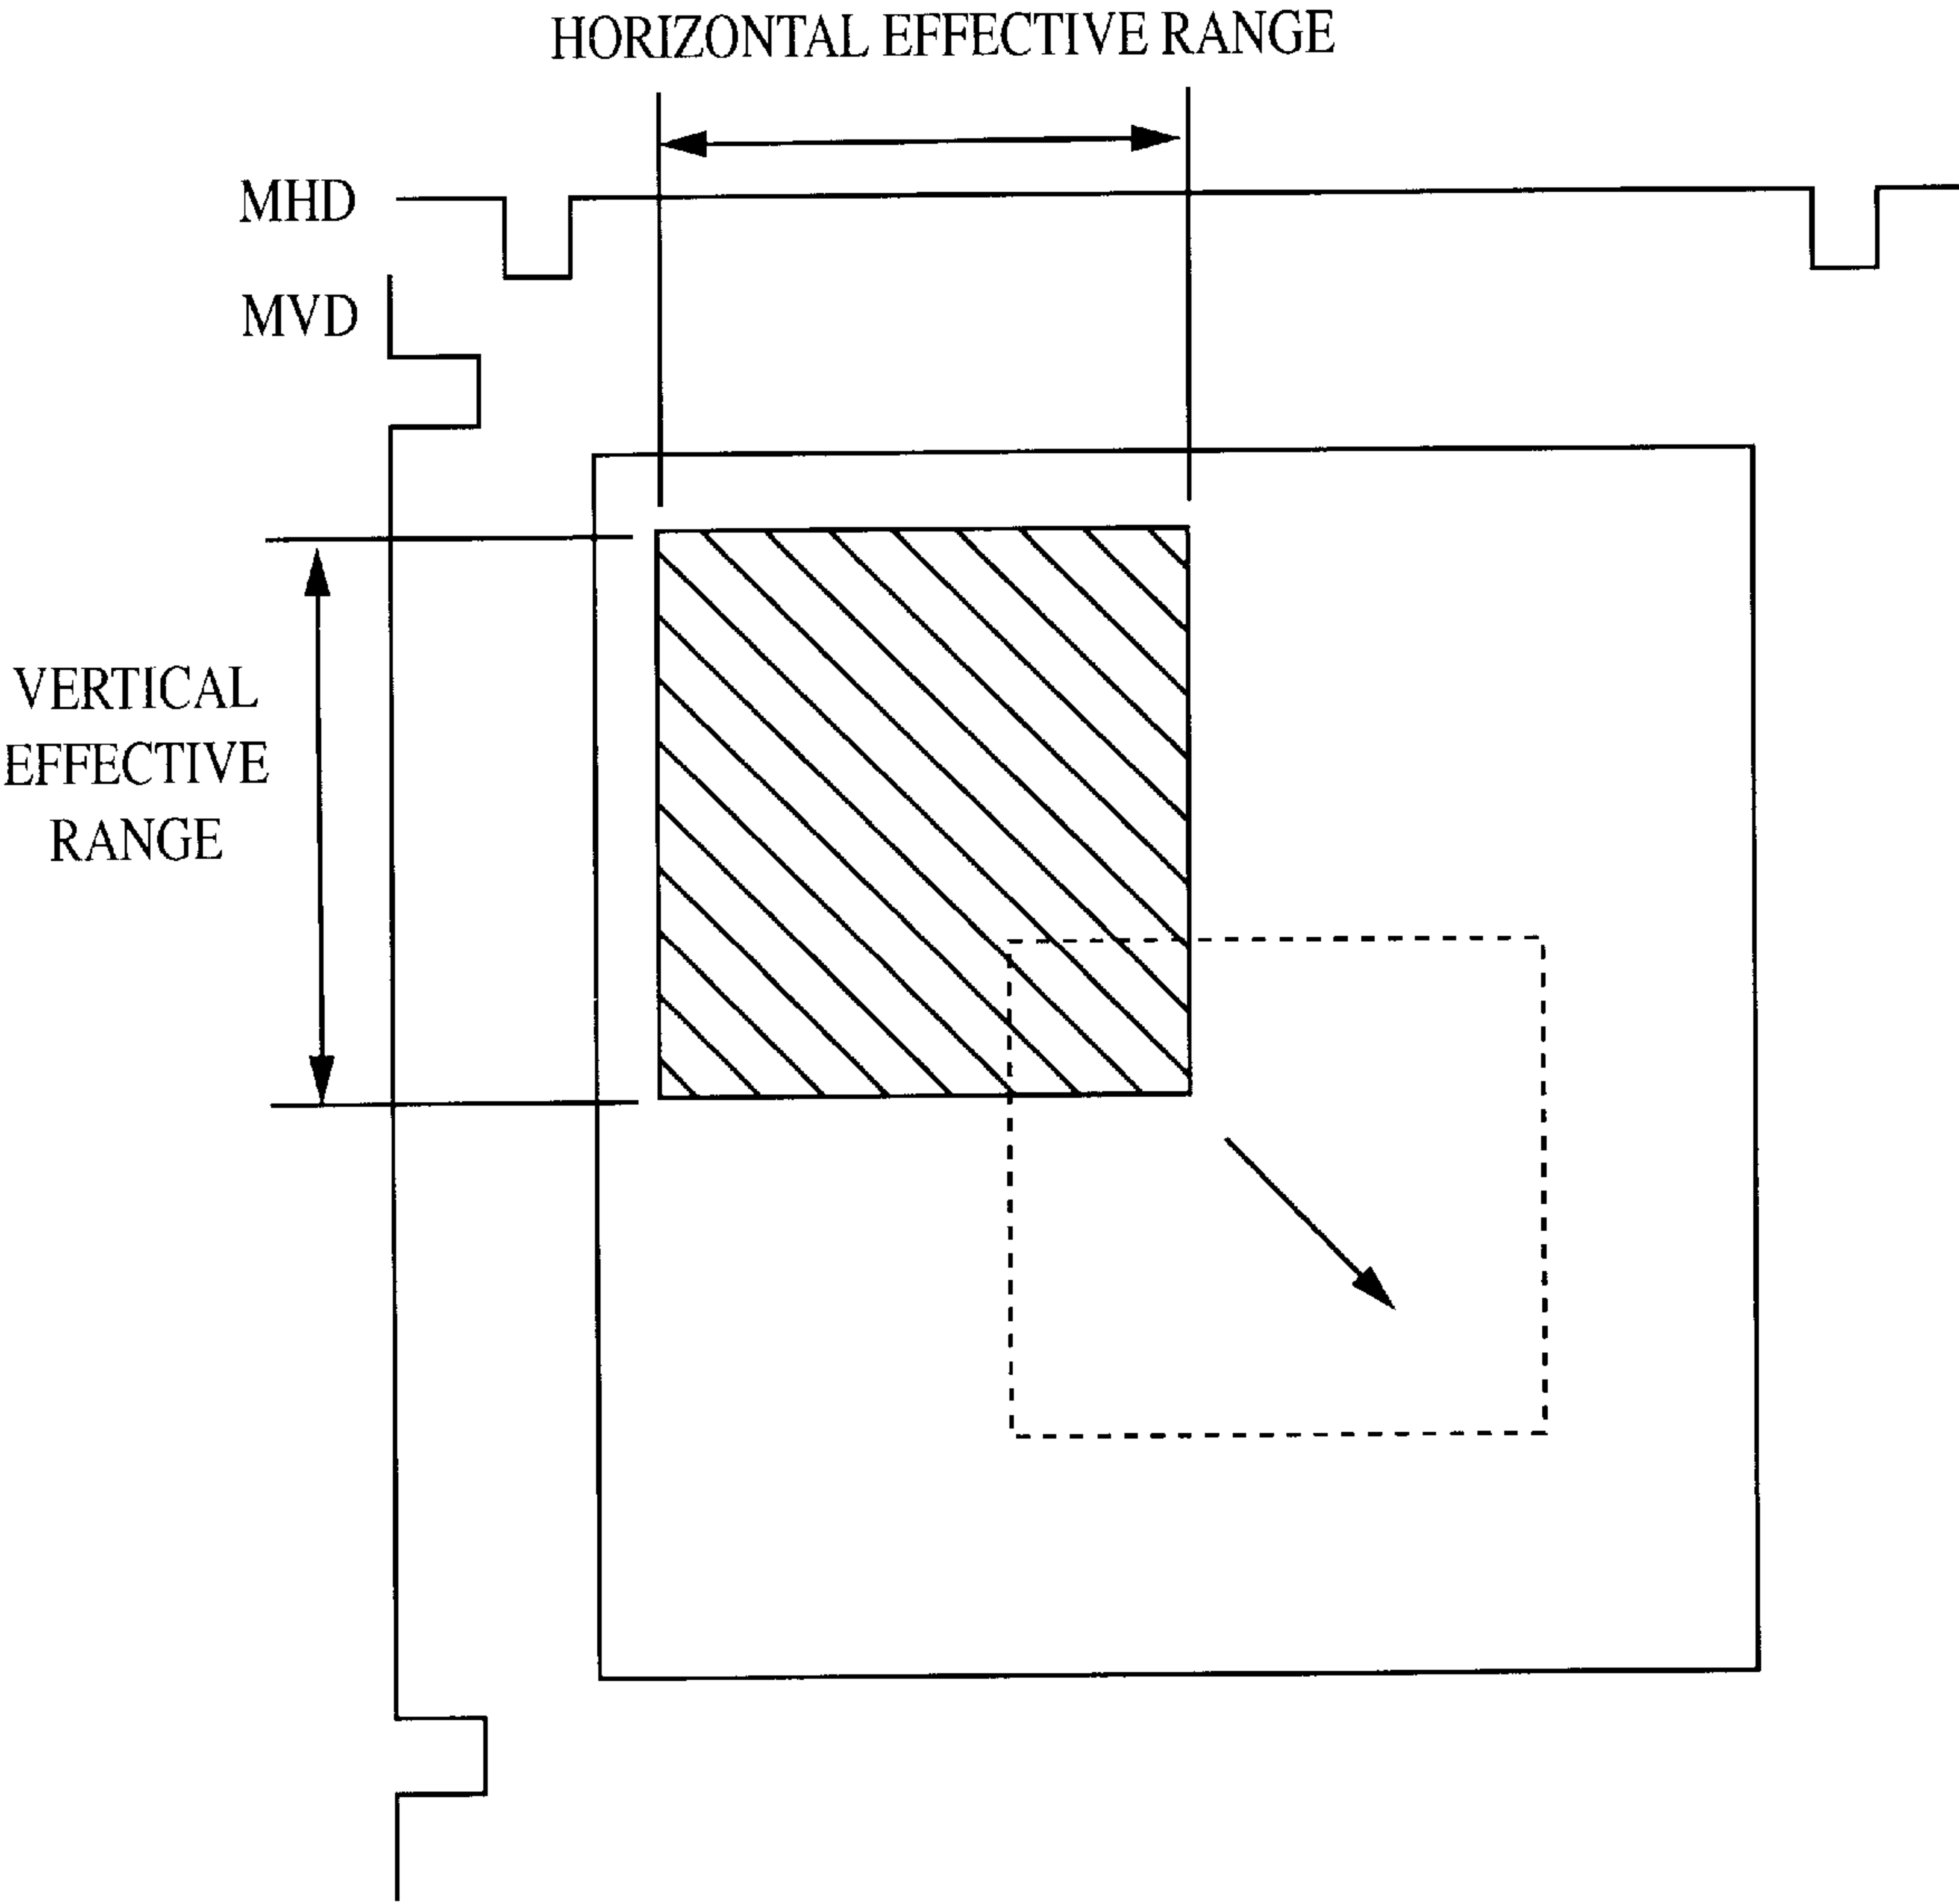 HORIZONTAL EFFECTIVE RANGE
MHD
MVD
VERTICAL
EFFECTIVE
RANGE